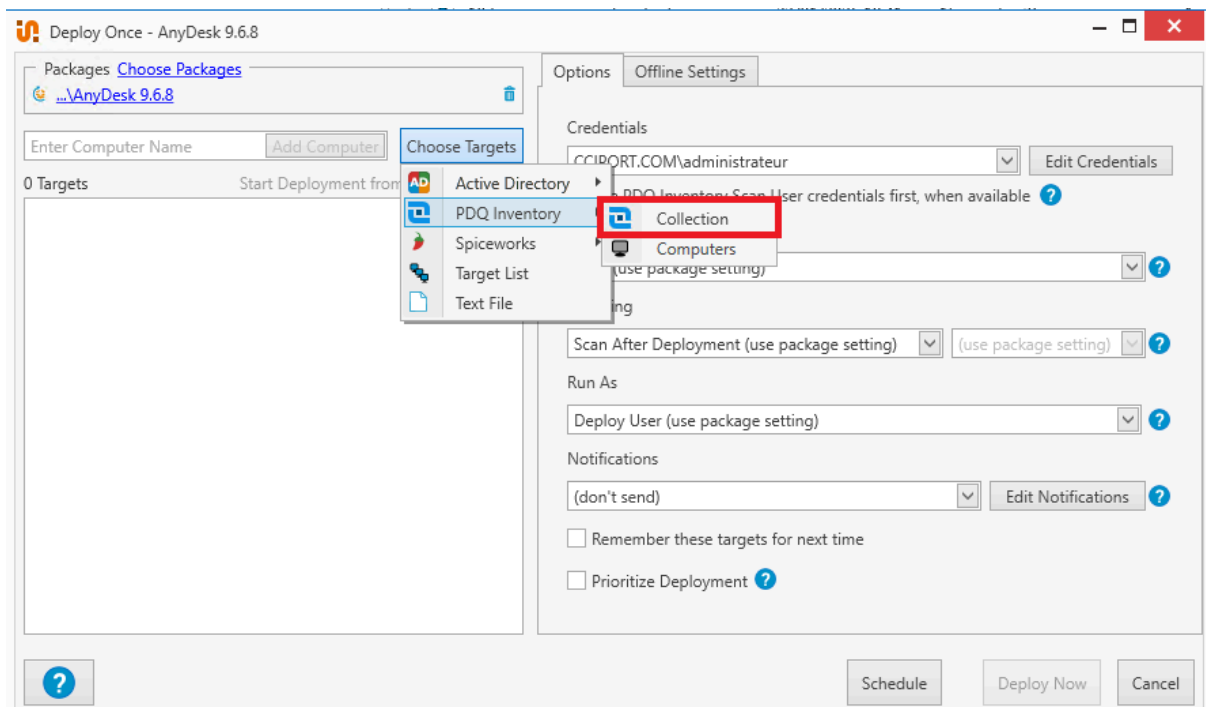 Deploy Once - AnyDesk 9.6.8
Packages Choose Packages
...\AnyDesk 9.6.8
Enter Computer Name Add Computer Choose Targets
0 Targets Start Deployment from
Active Directory
PDQ Inventory
Spiceworks
Target List
Text File
Collection
Computers
Options Offline Settings
Credentials
CCIPORT.COM\administrateur Edit Credentials
PDQ Inventory Scan User credentials first, when available ?
(use package setting) ?
ing
Scan After Deployment (use package setting) (use package setting) ?
Run As
Deploy User (use package setting) ?
Notifications
(don't send) Edit Notifications ?
Remember these targets for next time
Prioritize Deployment ?
? Schedule Deploy Now Cancel